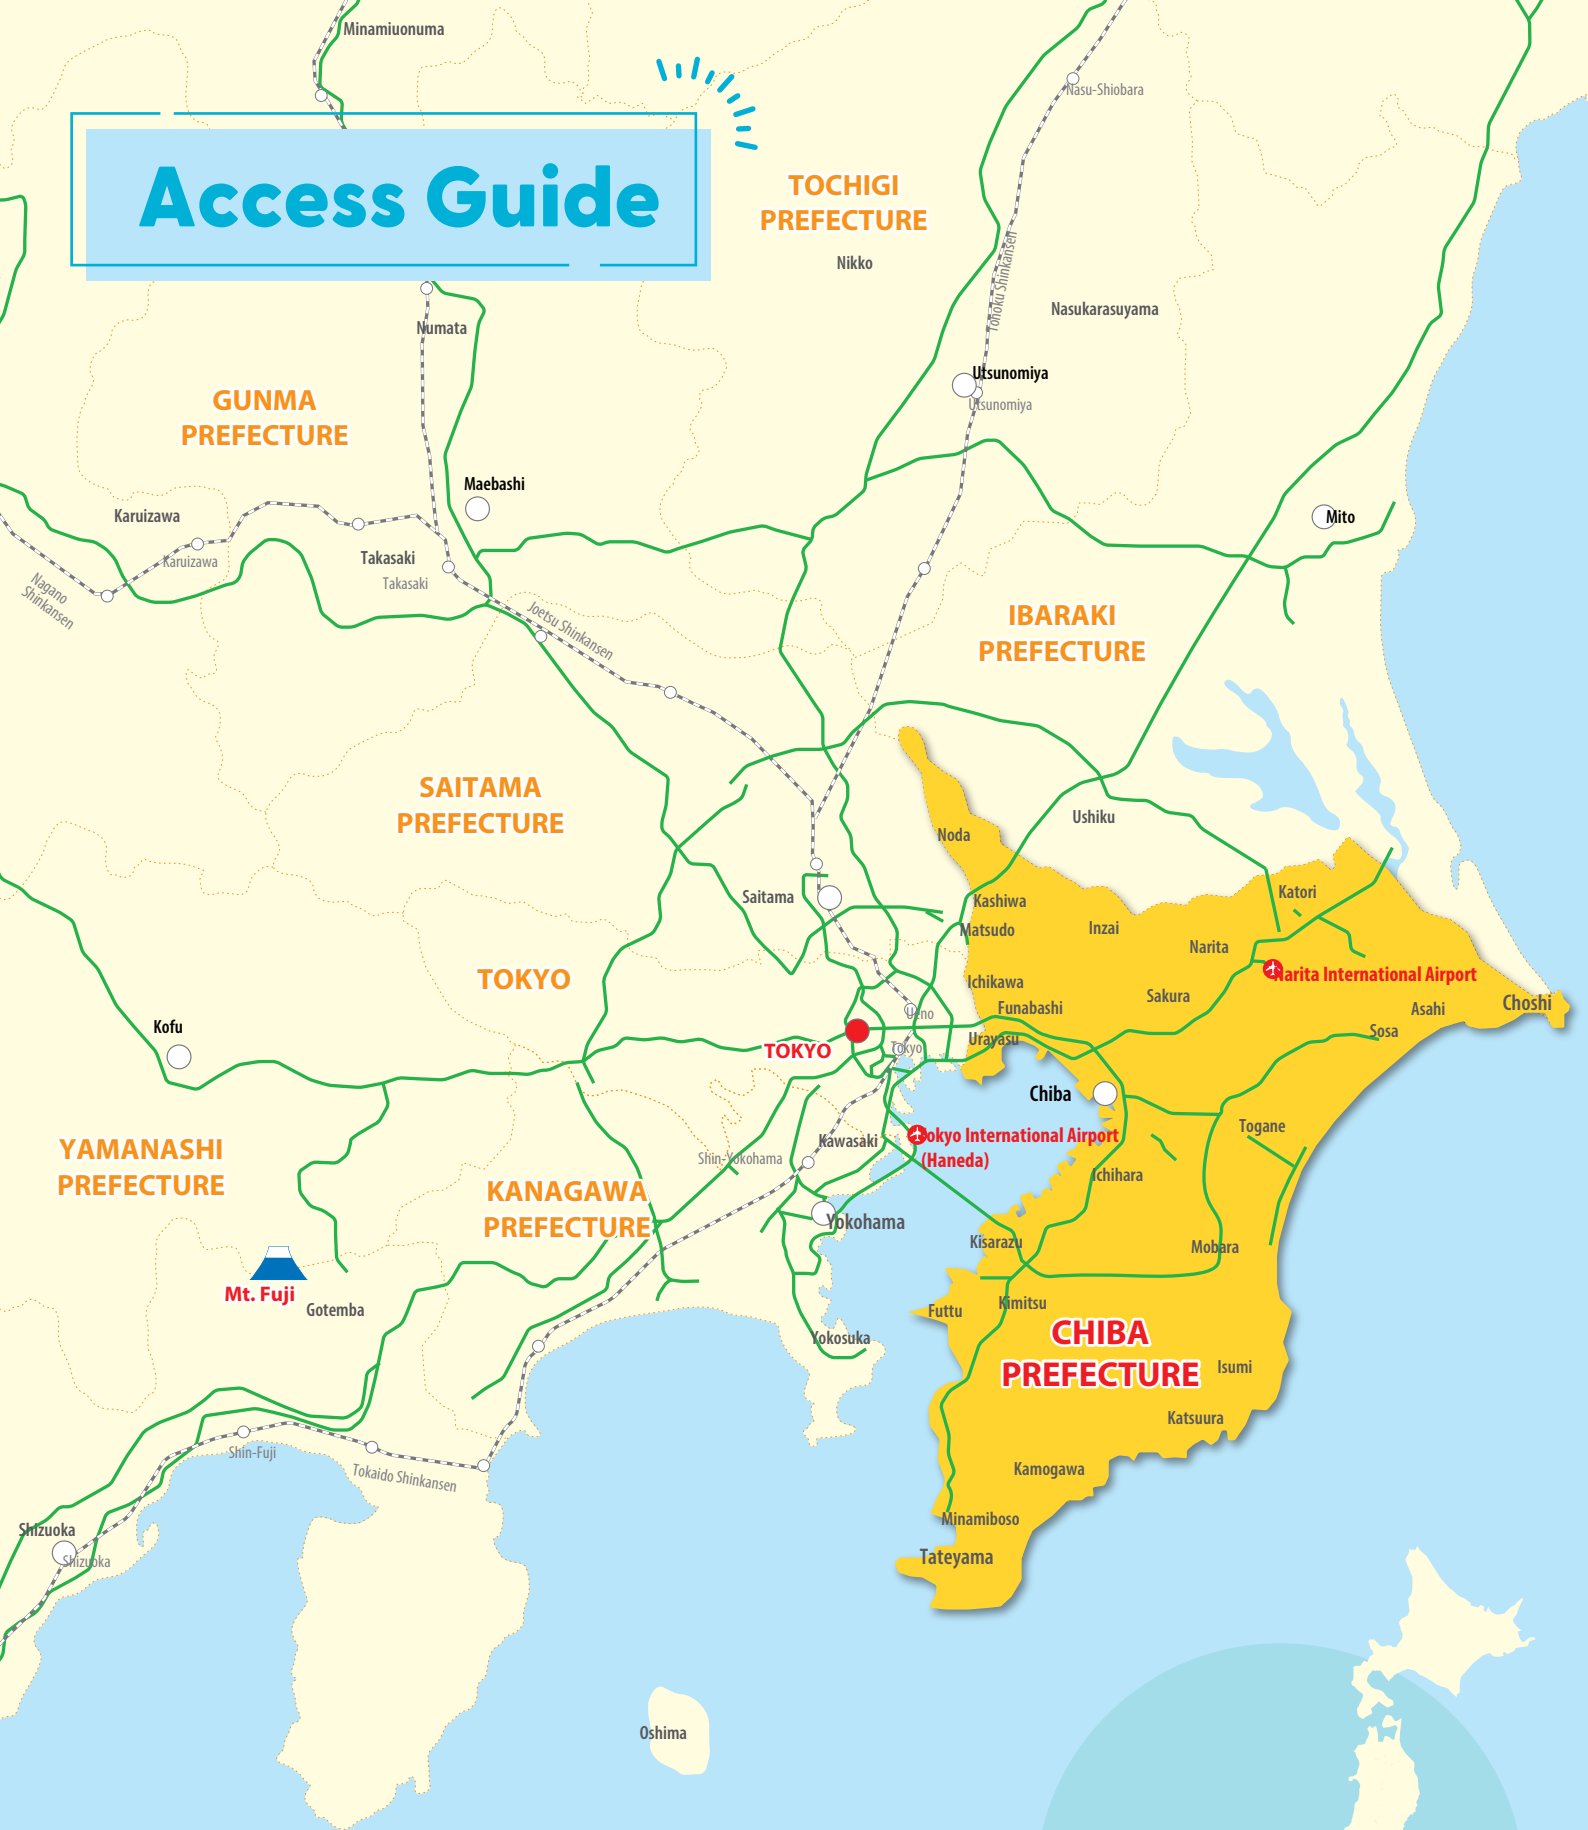 Minamiuonuma
Nasu-Shiobara
Access Guide
TOCHIGI
PREFECTURE
Nikko
Tohoku Shinkansen
Nasukarasuyama
Numata
Utsunomiya
Utsunomiya
GUNMA
PREFECTURE
Maebashi
Karuizawa
Mito
Karuizawa
Takasaki
Takasaki
Nagano
Shinkansen
Joetsu Shinkansen
IBARAKI
PREFECTURE
SAITAMA
PREFECTURE
Ushiku
Noda
Saitama
Kashiwa
Katori
Matsudo
Inzai
Narita
TOKYO
Narita International Airport
Ichikawa
Sakura
Choshi
Funabashi
Asahi
Ueno
Kofu
Sosa
TOKYO
Tokyo
Urayasu
Chiba
Togane
Tokyo International Airport
(Haneda)
Kawasaki
Shin-Yokohama
YAMANASHI
PREFECTURE
KANAGAWA
PREFECTURE
Ichihara
Yokohama
Kisarazu
Mobara
Mt. Fuji
Gotemba
Futtu
Kimitsu
Yokosuka
CHIBA
PREFECTURE
Isumi
Katsuura
Shin-Fuji
Tokaido Shinkansen
Kamogawa
Shizuoka
Shizuoka
Minamiboso
Tateyama
Oshima